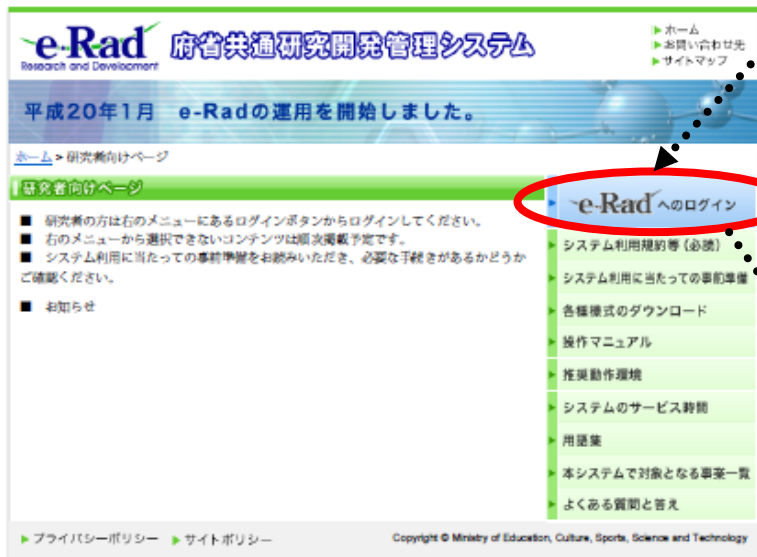 e-Rad
Research and Development
府省共通研究開発管理システム
ホーム
お問い合わせ先
サイトマップ
平成20年1月 e-Radの運用を開始しました。
ホーム > 研究者向けページ
研究者向けページ
■ 研究者の方は右のメニューにあるログインボタンからログインしてください。
■ 右のメニューから選択できないコンテンツは順次掲載予定です。
■ システム利用に当たっての事前準備をお読みいただき、必要な手続きがあるかどうか
ご確認ください。
■ お知らせ
e-Rad へのログイン
システム利用規約等(必読)
システム利用に当たっての事前準備
各種様式のダウンロード
操作マニュアル
推奨動作環境
システムのサービス時間
用語集
本システムで対象となる事業一覧
よくある質問と答え
プライバシーポリシー サイトポリシー
Copyright © Ministry of Education, Culture, Sports, Science and Technology